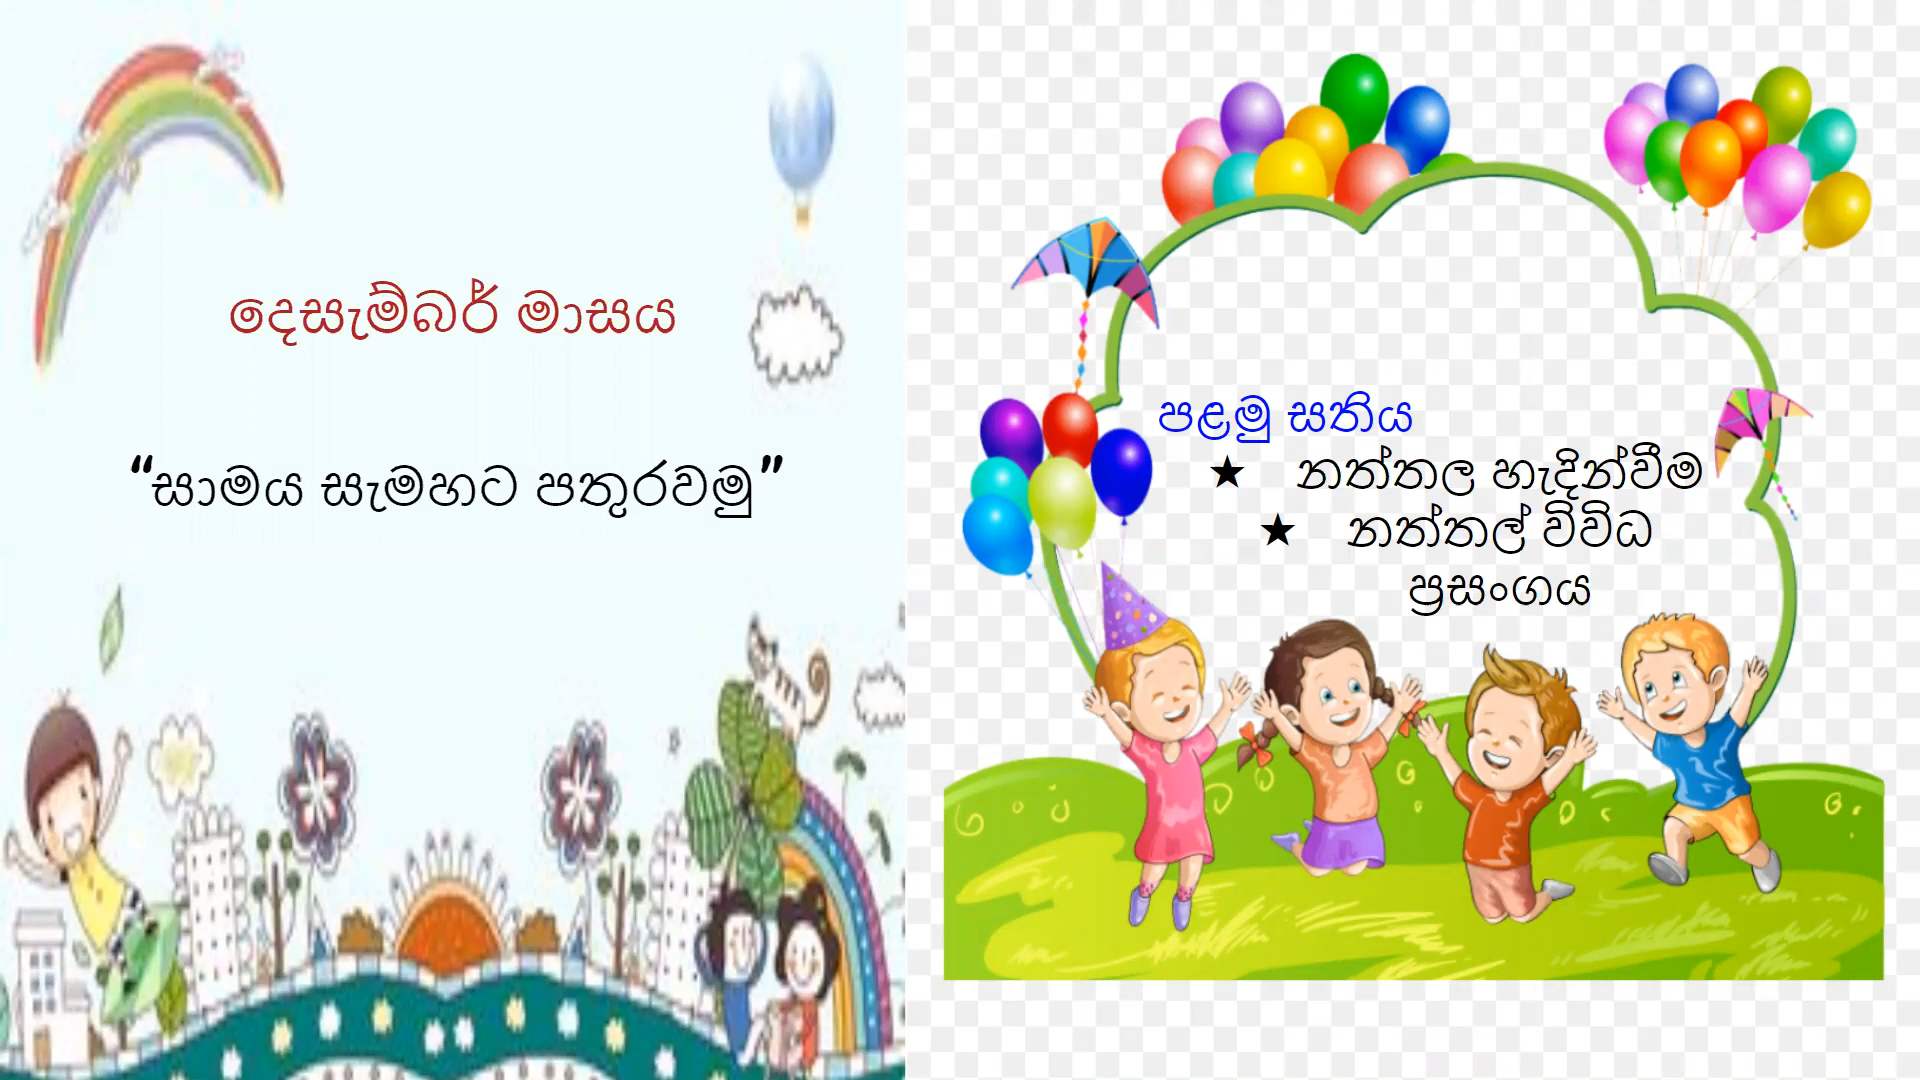 දෙසැම්බර් මාසය
“සාමය සැමහට පතුරවමු”
පළමු සතිය
★ නත්තල හැදින්වීම
★ නත්තල් විවිධ
ප්‍රසංගය